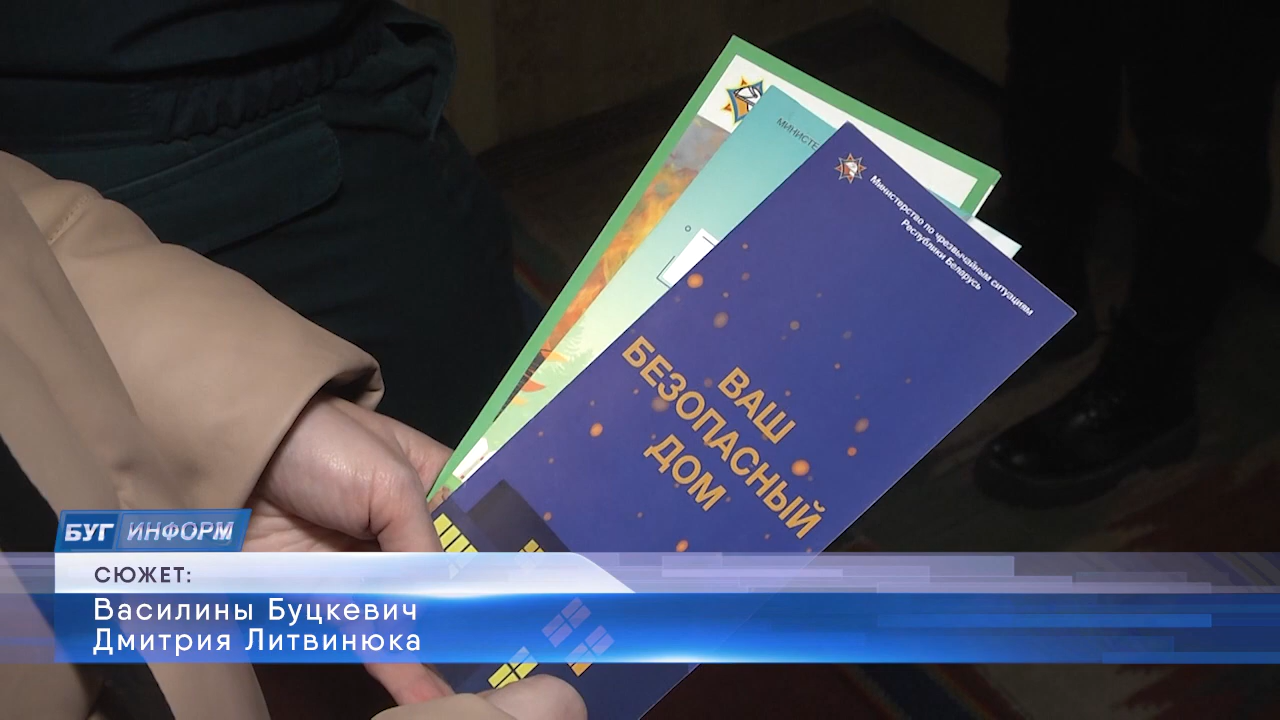 Министерство по чрезвычайным ситуациям
Республики Беларусь
ВАШ
БЕЗОПАСНЫЙ
ДОМ
БУГ ИНФОРМ
СЮЖЕТ:
Василины Буцкевич
Дмитрия Литвинюка